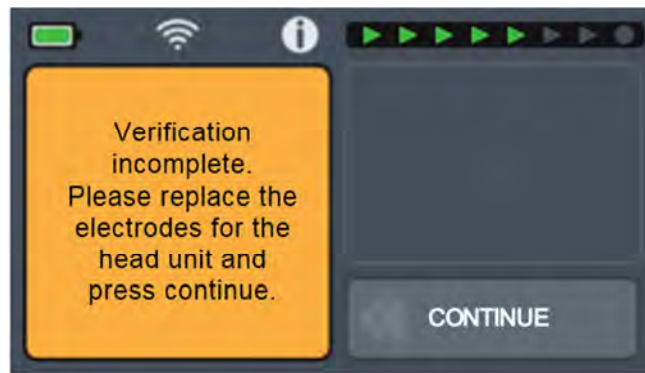 Verification
incomplete.
Please replace the
electrodes for the
head unit and
press continue.
CONTINUE